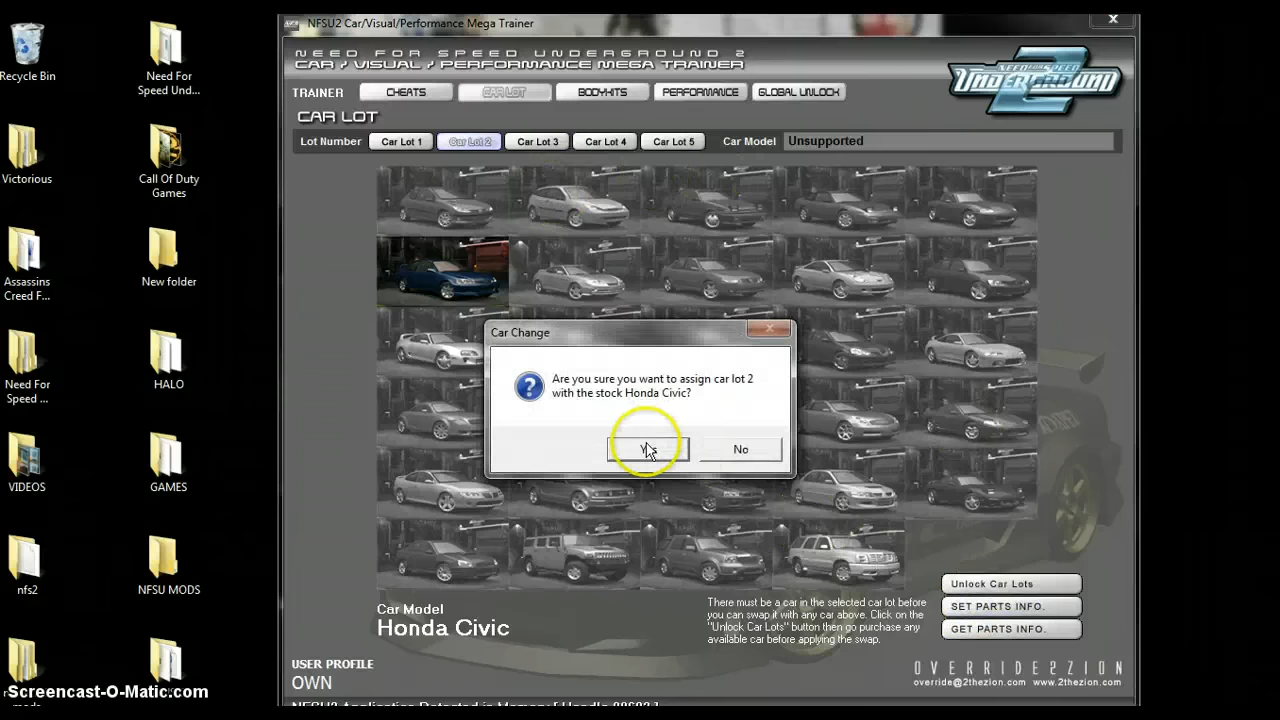 NFSU2 Car/Visual/Performance Mega Trainer
NEED FOR SPEED UNDERGROUND 2
CAR / VISUAL / PERFORMANCE MEGA TRAINER
NEED FOR SPEED
UNDERGROUND
2
TRAINER
CHEATS
CAR LOT
BODYKITS
PERFORMANCE
GLOBAL UNLOCK
CAR LOT
Lot Number
Car Lot 1
Car Lot 2
Car Lot 3
Car Lot 4
Car Lot 5
Car Model
Unsupported
Recycle Bin
Need For
Speed Und...
Victorious
Call Of Duty
Games
Assassins
Creed F...
New folder
Need For
Speed ...
HALO
VIDEOS
GAMES
nfs2
NFSU MODS
Car Change
Are you sure you want to assign car lot 2
with the stock Honda Civic?
No
Car Model
Honda Civic
There must be a car in the selected car lot before
you can swap it with any car above. Click on the
"Unlock Car Lots" button then go purchase any
available car before applying the swap.
Unlock Car Lots
SET PARTS INFO.
GET PARTS INFO.
USER PROFILE
OWN
OVERRIDE2ZION
override@2thezion.com www.2thezion.com
Screencast-O-Matic.com